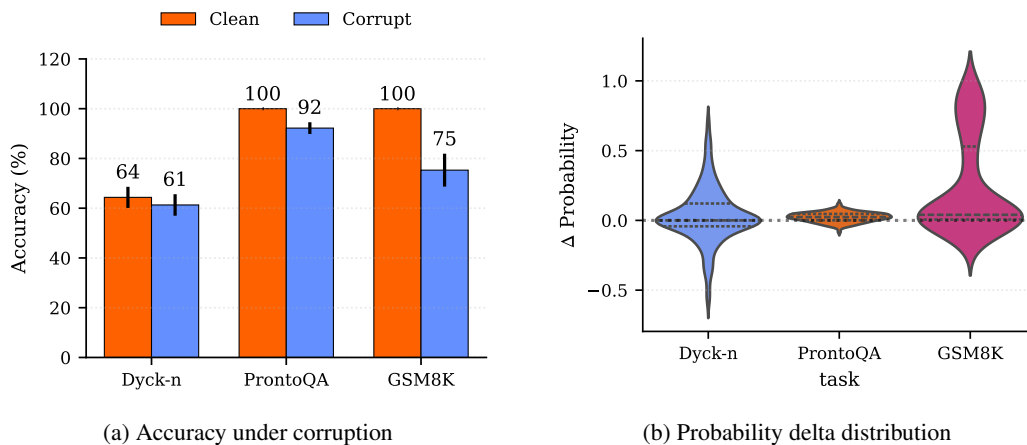 Clean Corrupt
Accuracy (%)
120
100
80
60
40
20
0
64
61
100
92
100
75
Dyck-n ProntoQA GSM8K
(a) Accuracy under corruption
Δ Probability
1.0
0.5
0.0
−0.5
Dyck-n ProntoQA GSM8K
task
(b) Probability delta distribution